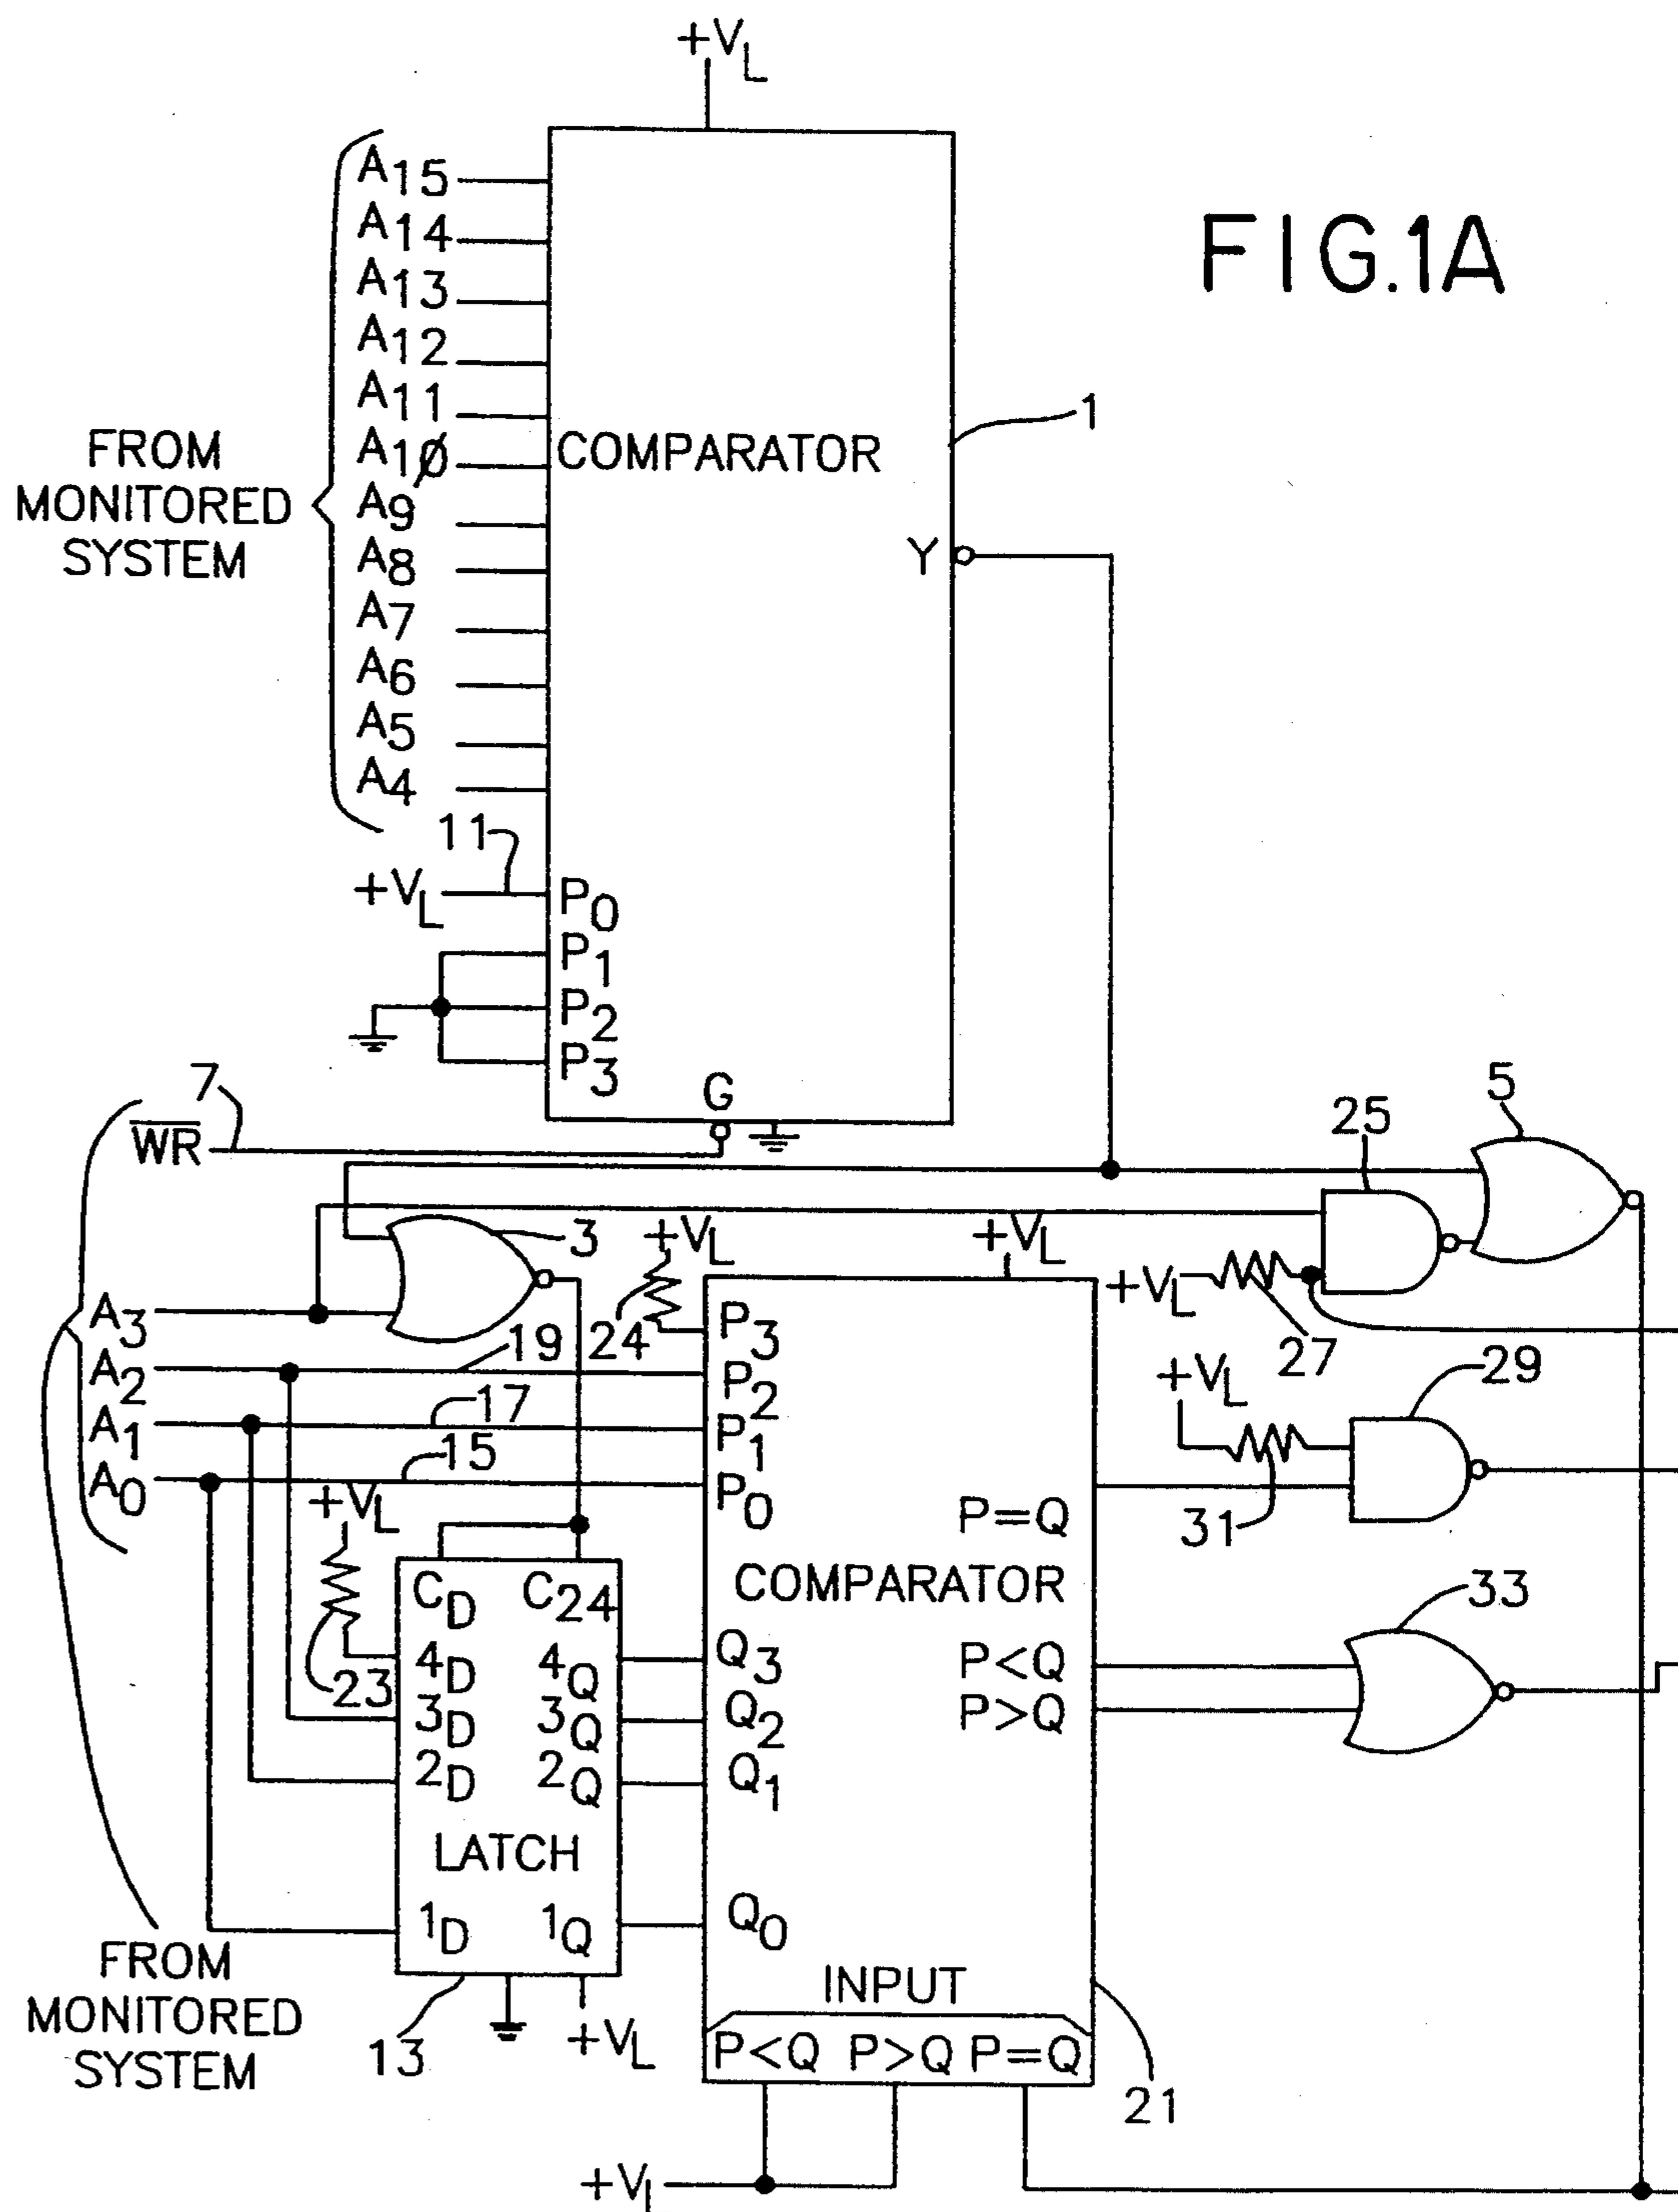 +VL
FIG.1A
A15
A14
A13
A12
A11
A1Ø
A9
A8
A7
A6
A5
A4
FROM
MONITORED
SYSTEM
COMPARATOR
1
Y
11
+VL
P0
P1
P2
P3
G
7
WR
25
5
3
+VL
+VL
+VL
A3
A2
A1
A0
24
19
17
15
27
P3
P2
P1
P0
+VL
29
31
+VL
P=Q
COMPARATOR
CD
C24
23
4D
4Q
3D
3Q
2D
2Q
LATCH
1D
1Q
Q3
Q2
Q1
Q0
P<Q
P>Q
33
FROM
MONITORED
SYSTEM
13
+VL
INPUT
P<Q P>Q P=Q
21
+VL